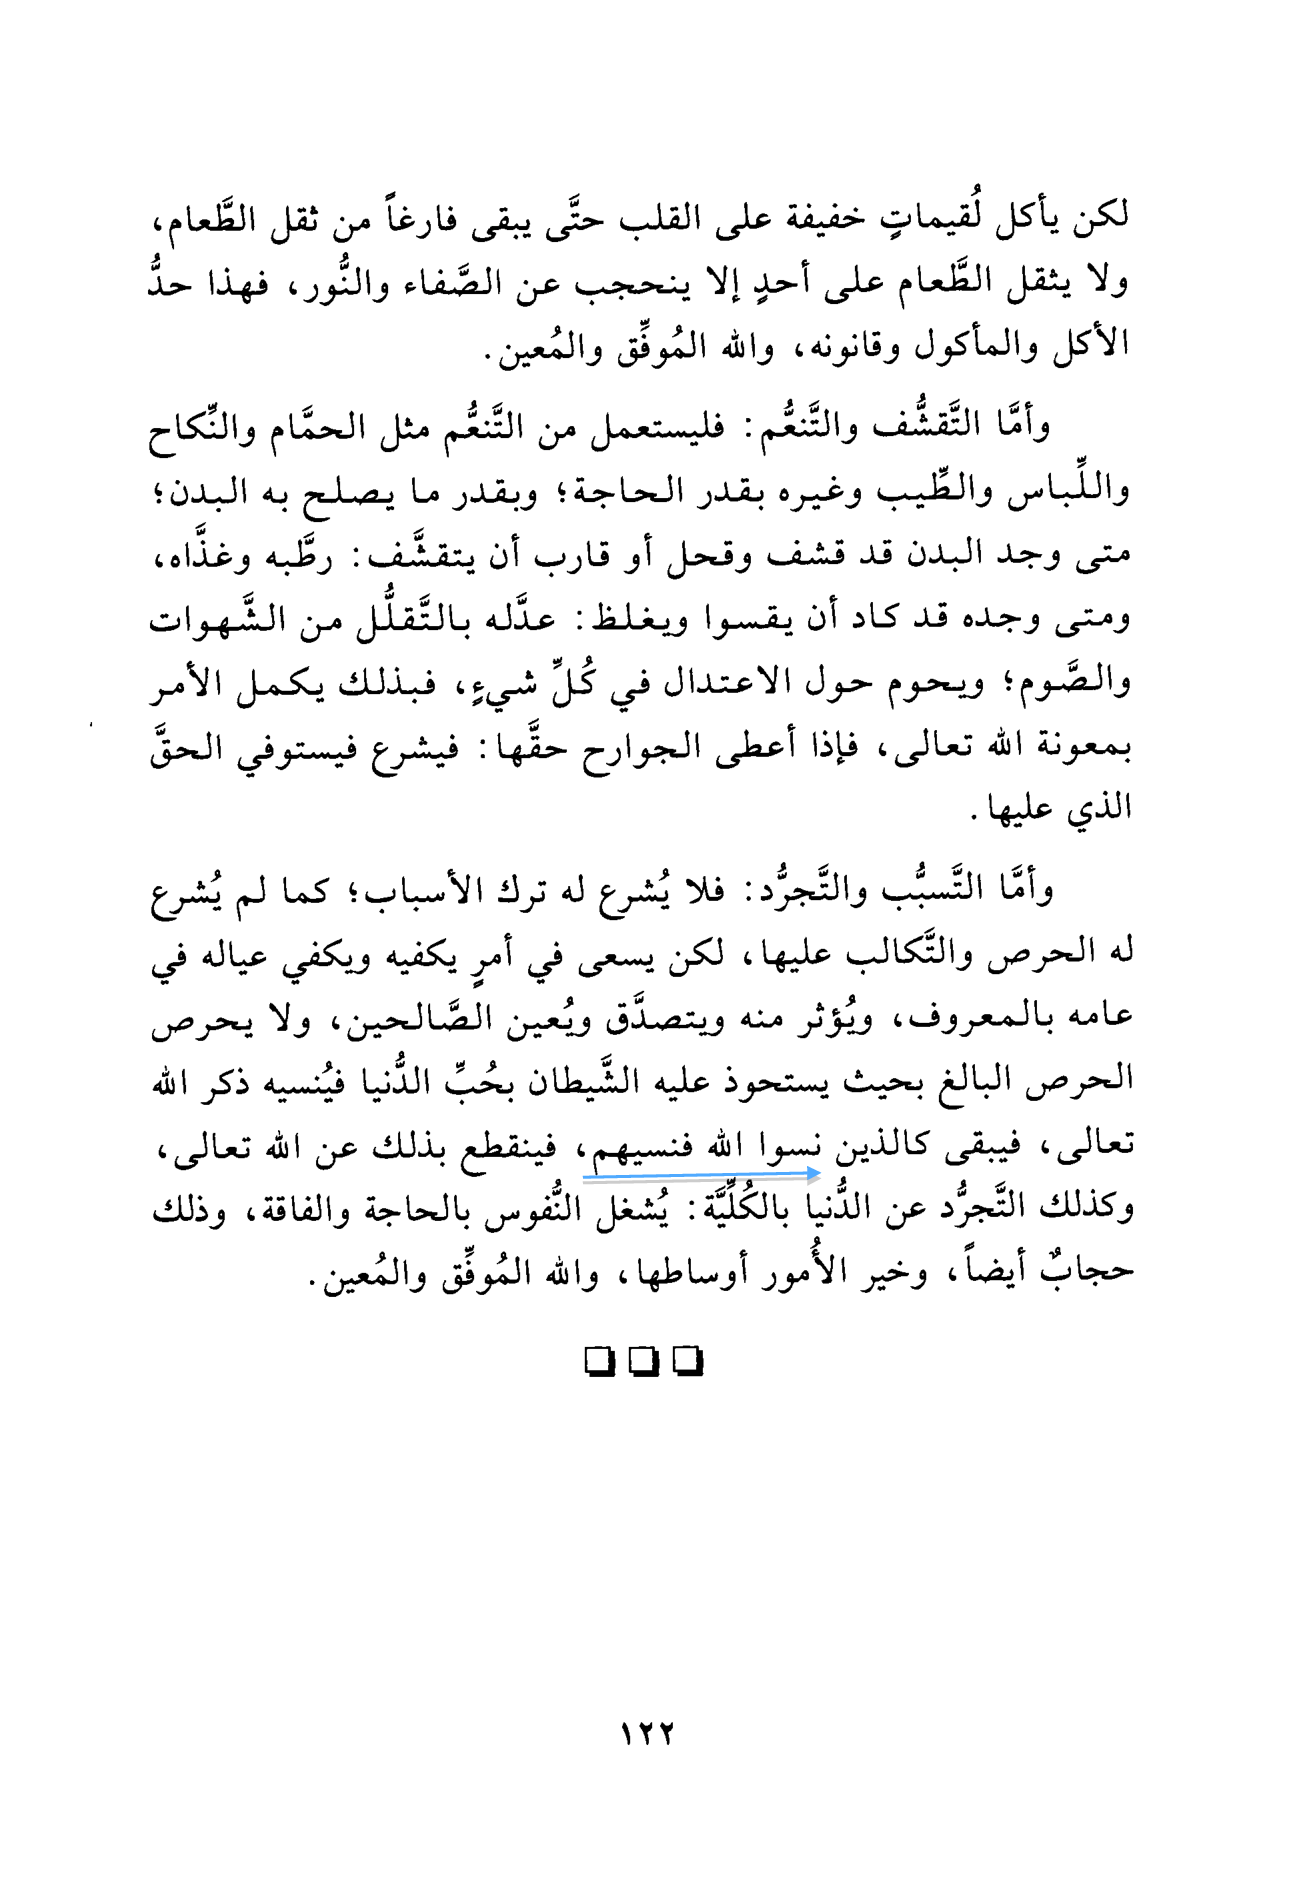 لكن يأكل لُقيماتٍ خفيفة على القلب حتَّى يبقى فارغاً من ثقل الطَّعام،
ولا يثقل الطَّعام على أحدٍ إلا ينحجب عن الصَّفاء والنُّور، فهذا حدُّ
الأكل والمأكول وقانونه، والله المُوفِّق والمُعين.
وأمَّا التَّقشُّف والتَّنعُّم: فليستعمل من التَّنعُّم مثل الحمَّام والنِّكاح
واللِّباس والطِّيب وغيره بقدر الحاجة؛ وبقدر ما يصلح به البدن؛
متى وجد البدن قد قشف وقحل أو قارب أن يتقشَّف: رطَّبه وغذَّاه،
ومتى وجده قد كاد أن يقسوا ويغلظ: عدَّله بالتَّقلُّل من الشَّهوات
والصَّوم؛ ويحوم حول الاعتدال في كُلِّ شيءٍ، فبذلك يكمل الأمر
بمعونة الله تعالى، فإذا أعطى الجوارح حقَّها: فيشرع فيستوفي الحقَّ
الذي عليها.
وأمَّا التَّسبُّب والتَّجرُّد: فلا يُشرع له ترك الأسباب؛ كما لم يُشرع
له الحرص والتَّكالب عليها، لكن يسعى في أمرٍ يكفيه ويكفي عياله في
عامه بالمعروف، ويُؤثر منه ويتصدَّق ويُعين الصَّالحين، ولا يحرص
الحرص البالغ بحيث يستحوذ عليه الشَّيطان بحُبِّ الدُّنيا فيُنسيه ذكر الله
تعالى، فيبقى كالذين نسوا الله فنسيهم، فينقطع بذلك عن الله تعالى،
وكذلك التَّجرُّد عن الدُّنيا بالكُلِّيَّة: يُشغل النُّفوس بالحاجة والفاقة، وذلك
حجابٌ أيضاً، وخير الأُمور أوساطها، والله المُوفِّق والمُعين.
١٢٢